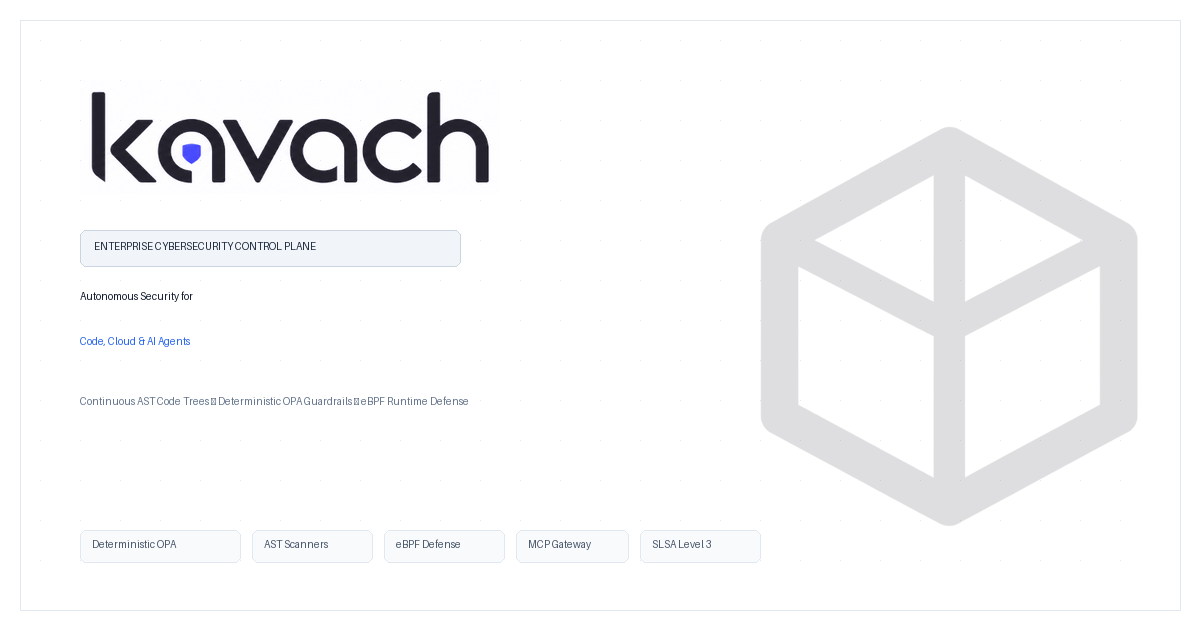 kavach
ENTERPRISE CYBERSECURITY CONTROL PLANE
Autonomous Security for
Code, Cloud & AI Agents
Continuous AST Code Trees ▯ Deterministic OPA Guardrails ▯ eBPF Runtime Defense
Deterministic OPA
AST Scanners
eBPF Defense
MCP Gateway
SLSA Level 3